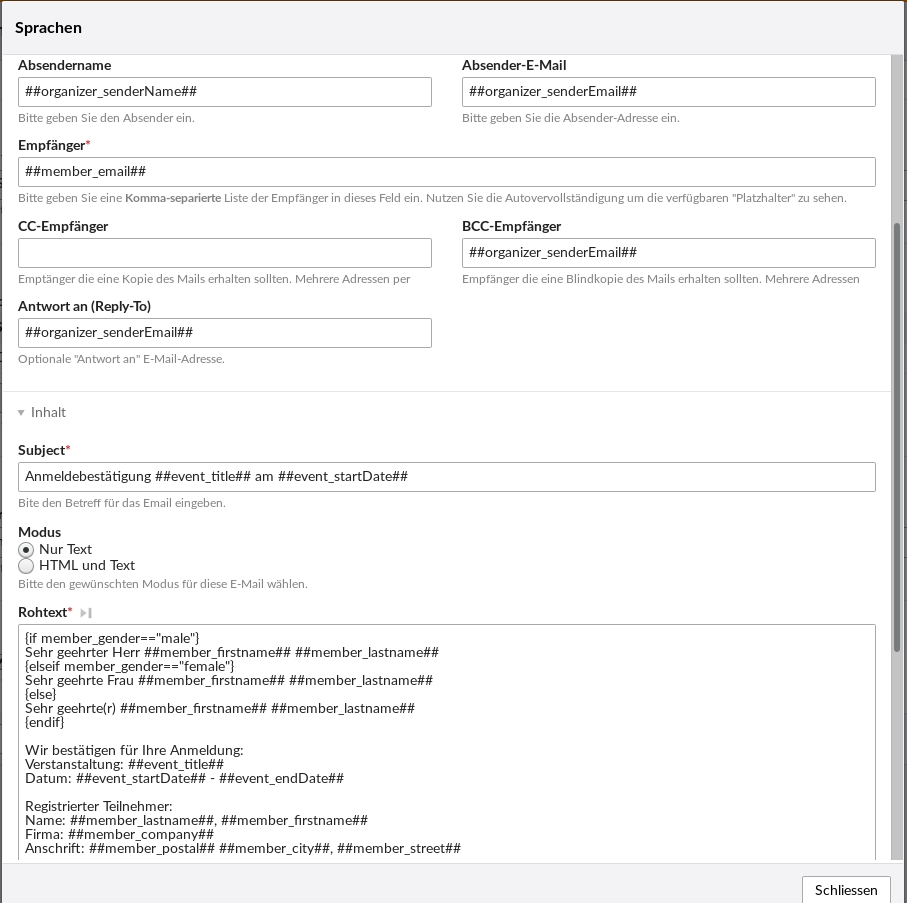 Sprachen
Absendername
Absender-E-Mail
##organizer_senderName##
##organizer_senderEmail##
Bitte geben Sie den Absender ein.
Bitte geben Sie die Absender-Adresse ein.
Empfänger*
##member_email##
Bitte geben Sie eine Komma-separierte Liste der Empfänger in dieses Feld ein. Nutzen Sie die Autovervollständigung um die verfügbaren "Platzhalter" zu sehen.
CC-Empfänger
BCC-Empfänger
##organizer_senderEmail##
Emptänger die eine Kopie des Mails erhalten sollten. Mehrere Adressen per
Empfänger die eine Blindkopie des Mails erhalten sollten. Mehrere Adressen
Antwort an (Reply-To)
##organizer_senderEmail##
Optionale "Antwort an" E-Mail-Adresse.
Inhalt
Subject*
Anmeldebestätigung ##event_title## am ##event_startDate##
Bite den Betreff für das Email eingeben.
Modus
Nur Text
HTML und Text
Bitte den gewünschten Modus für diese E-Mail wählen.
Rohtext*
{if member_gender=="male"}
Sehr geehrter Herr ##member_firstname## ##member_lastname##
{elseif member_gender=="female"}
Sehr geehrte Frau ##member_firstname## ##member_lastname##
{else}
Sehr geehrte(r) ##member_firstname## ##member_lastname##
{endif}
Wir bestätigen für Ihre Anmeldung:
Verstanstaltung: ##event_title##
Datum: ##event_startDate## - ##event_endDate##
Registrierter Teilnehmer:
Name: ##member_lastname##, ##member_firstname##
Firma: ##member_company##
Anschrift: ##member_postal## ##member_city##, ##member_street##
Schliessen